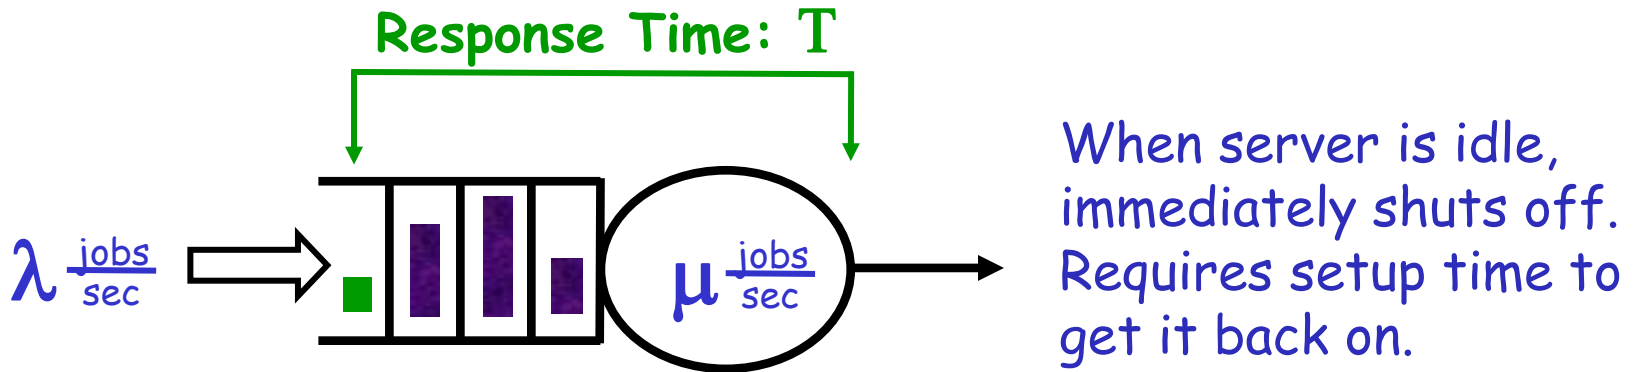 Response Time: T
λ jobs
sec
μ jobs
sec
When server is idle,
immediately shuts off.
Requires setup time to
get it back on.